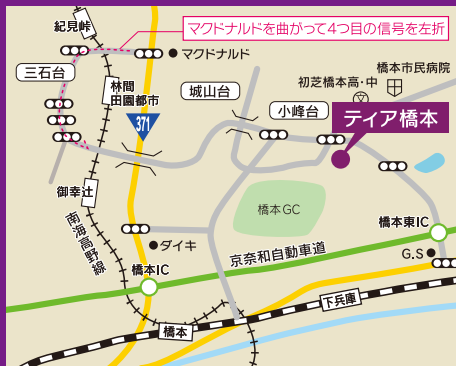 紀見峠
マクドナルドを曲がって4つ目の信号を左折
マクドナルド
三石台
林間
田園都市
城山台
橋本市民病院
初芝橋本高・中
文
小峰台
371
ティア橋本
御幸辻
南海高野線
橋本GC
橋本東IC
ダイキ
京奈和自動車道
G.S
橋本IC
下兵庫
橋本